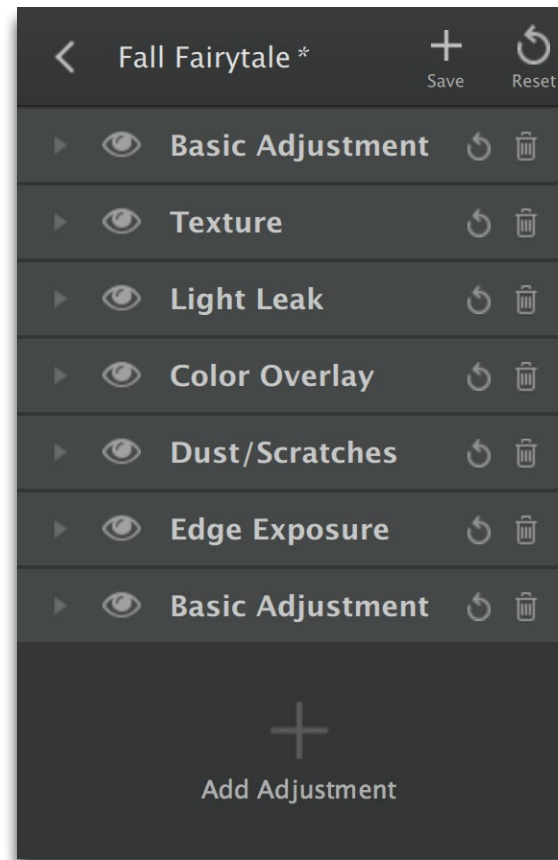 Fall Fairytale *
Save
Reset
Basic Adjustment
Texture
Light Leak
Color Overlay
Dust/Scratches
Edge Exposure
Basic Adjustment
Add Adjustment